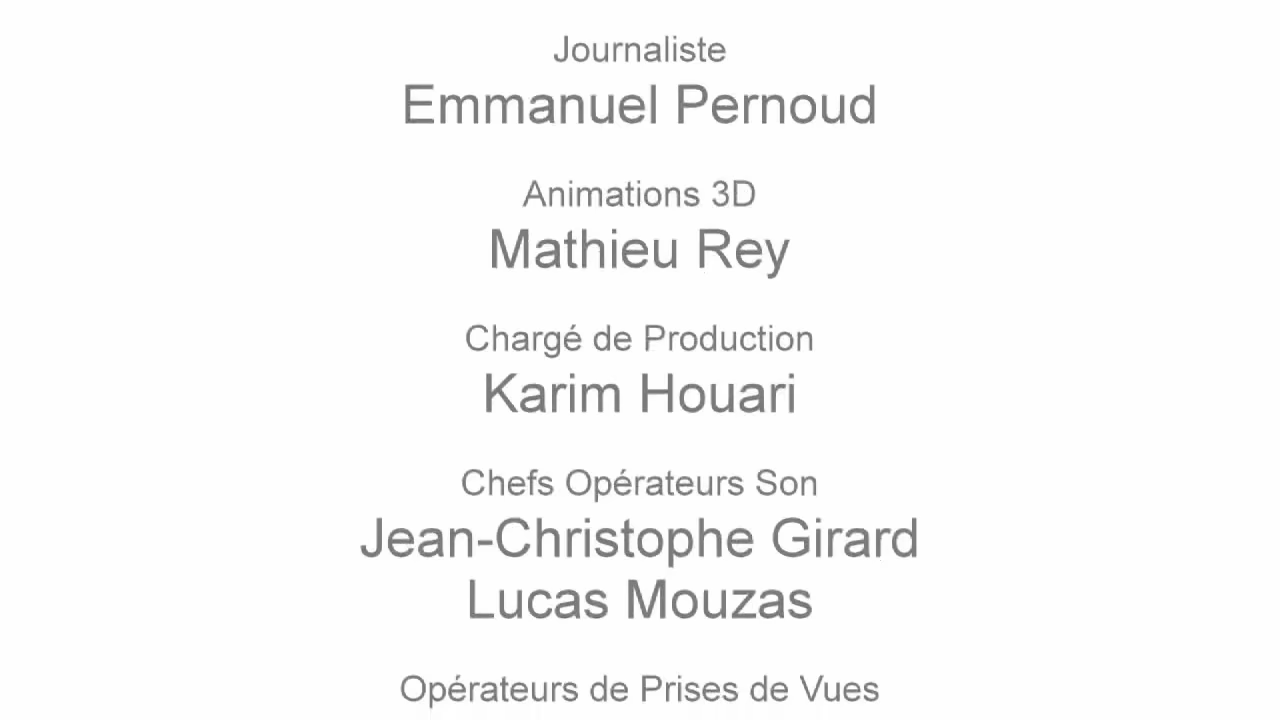 Journaliste
Emmanuel Pernoud
Animations 3D
Mathieu Rey
Chargé de Production
Karim Houari
Chefs Opérateurs Son
Jean-Christophe Girard
Lucas Mouzas
Opérateurs de Prises de Vues